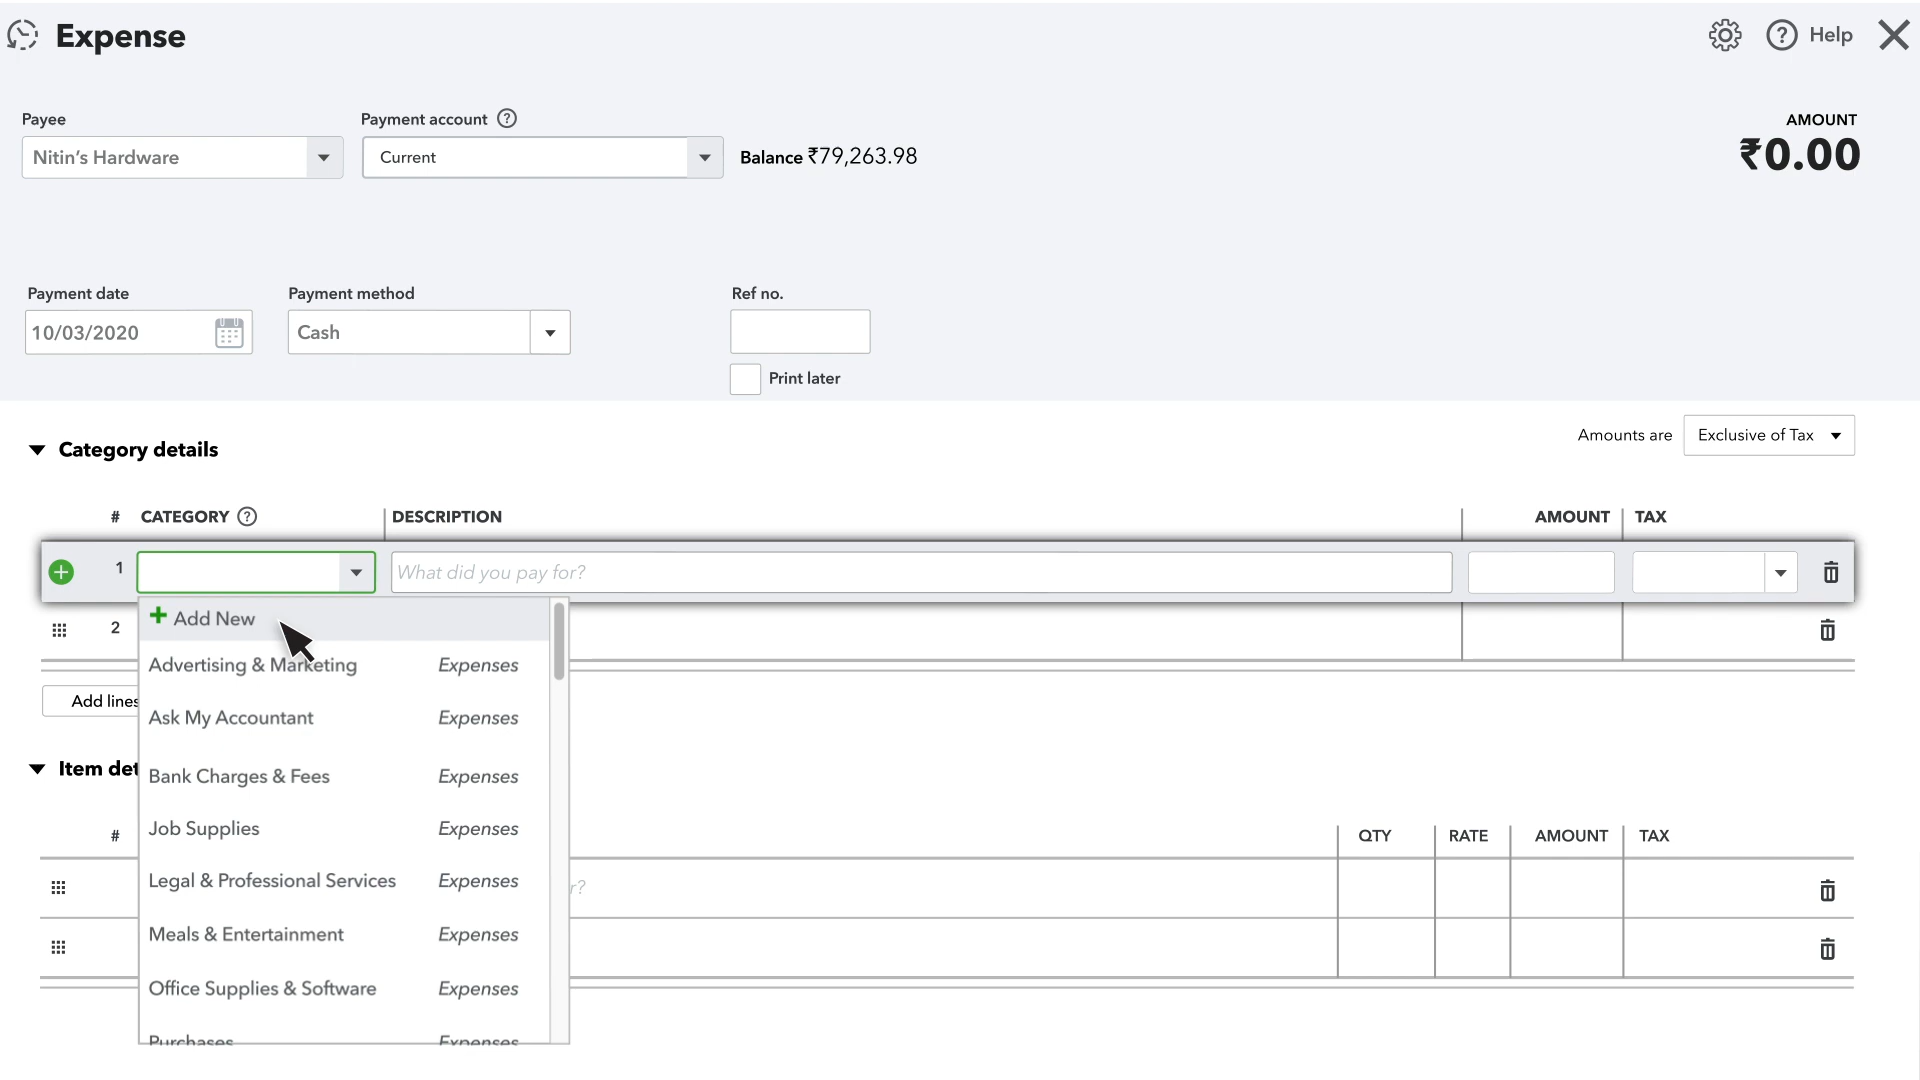 Expense
Help
Payee
Payment account ?
AMOUNT
Nitin’s Hardware
Current
Balance ₹79,263.98
₹0.00
Payment date
Payment method
Ref no.
10/03/2020
Cash
Print later
Category details
Amounts are
Exclusive of Tax
# CATEGORY ? DESCRIPTION AMOUNT TAX
1
What did you pay for?
+ Add New
2
Advertising & Marketing Expenses
Add lines
Ask My Accountant Expenses
Item det
Bank Charges & Fees Expenses
Job Supplies Expenses
# QTY RATE AMOUNT TAX
Legal & Professional Services Expenses
r?
Meals & Entertainment Expenses
Office Supplies & Software Expenses
Purchases Expenses